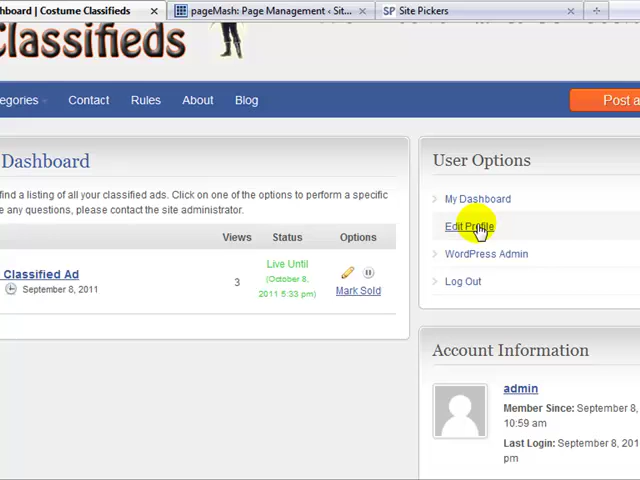 hboard | Costume Classifieds
pageMash: Page Management ‹ Sit...
SP Site Pickers
Classifieds
egories Contact Rules About Blog
Post a
Dashboard
find a listing of all your classified ads. Click on one of the options to perform a specific
e any questions, please contact the site administrator.
Views Status Options
Classified Ad
September 8, 2011
3
Live Until
(October 8,
2011 5:33 pm)
Mark Sold
User Options
My Dashboard
Edit Profile
WordPress Admin
Log Out
Account Information
admin
Member Since: September 8,
10:59 am
Last Login: September 8, 201
pm